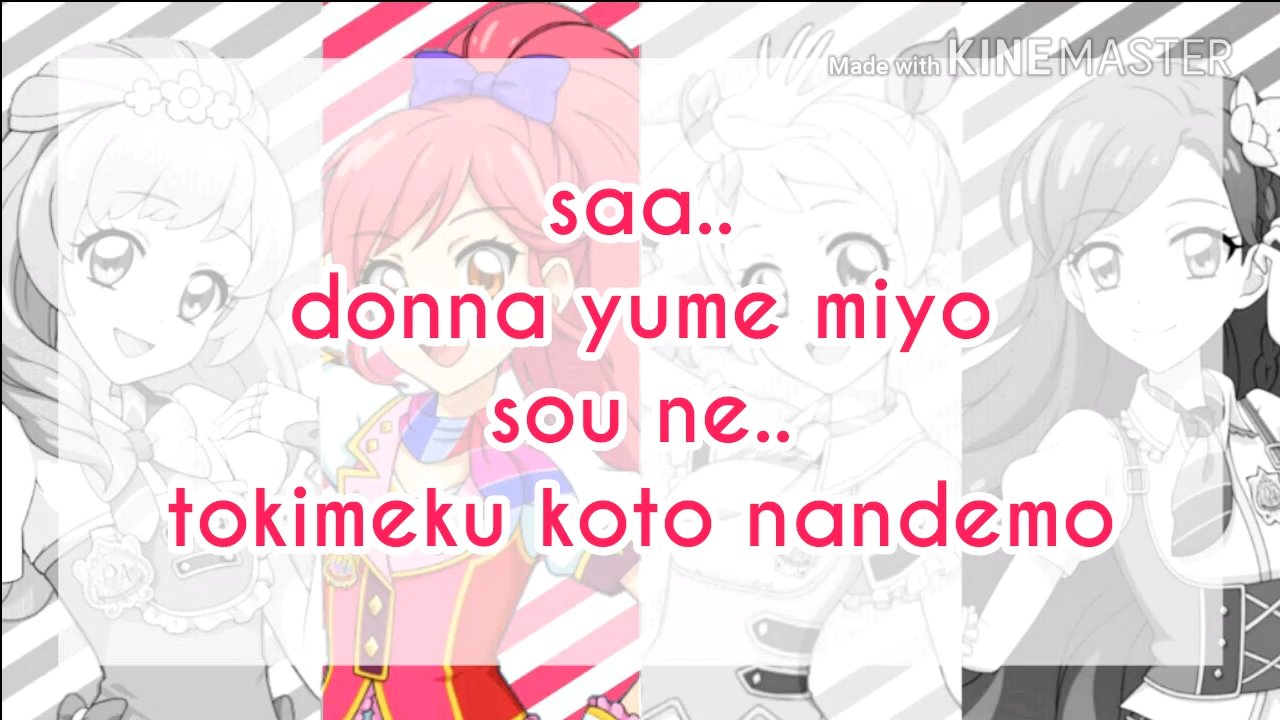 Made with KINEMASTER
saa..
donna yume miyo
sou ne..
tokimeku koto nandemo